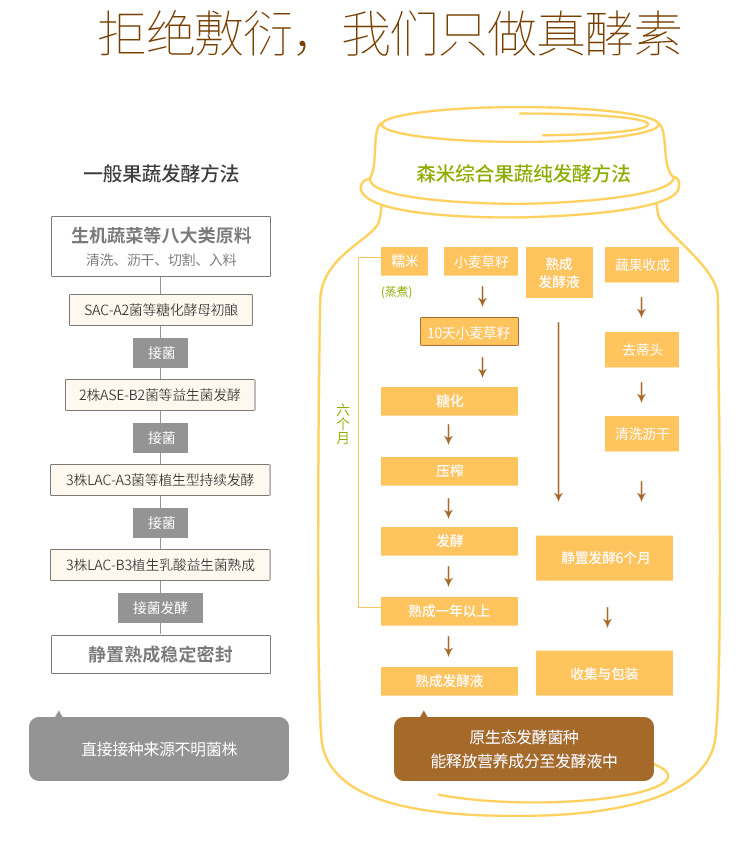 拒绝敷衍，我们只做真酵素
一般果蔬发酵方法
生机蔬菜等八大类原料
清洗、沥干、切割、入料
SAC-A2菌等糖化酵母初酿
接菌
2株ASE-B2菌等益生菌发酵
接菌
3株LAC-A3菌等植生型持续发酵
接菌
3株LAC-B3植生乳酸益生菌熟成
接菌发酵
静置熟成稳定密封
直接接种来源不明菌株
森米综合果蔬纯发酵方法
糯米
(蒸煮)
六个月
小麦草籽
10天小麦草籽
糖化
压榨
发酵
熟成一年以上
熟成发酵液
熟成
发酵液
蔬果收成
去蒂头
清洗沥干
静置发酵6个月
收集与包装
原生态发酵菌种
能释放营养成分至发酵液中